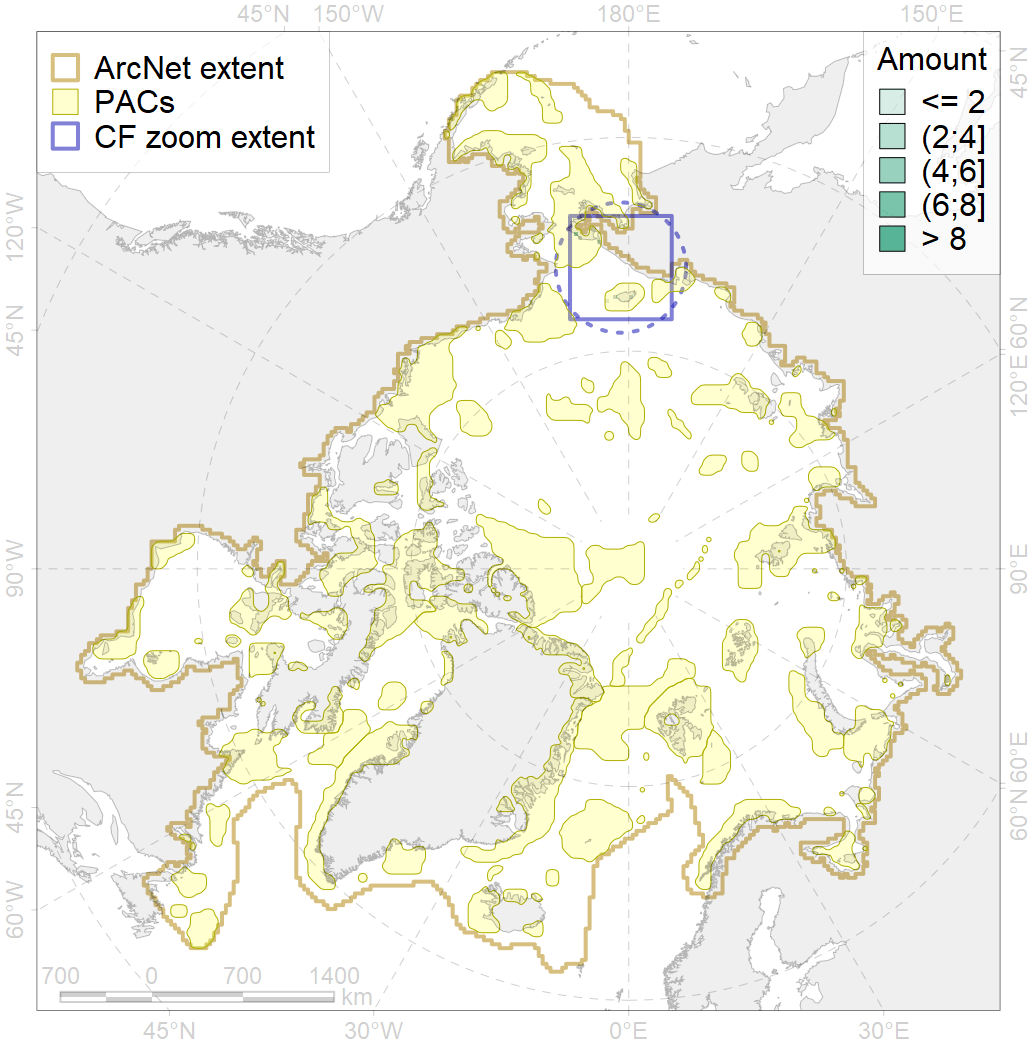 45°N 150°W 180°E 150°E
ArcNet extent
PACs
CF zoom extent
Amount
<= 2
(2;4]
(4;6]
(6;8]
> 8
45°N
120°W
45°N
90°W
45°N
60°W
60°N
120°E
90°E
60°E
60°N
700 0 700 1400
km
45°N 30°W 0°E 30°E